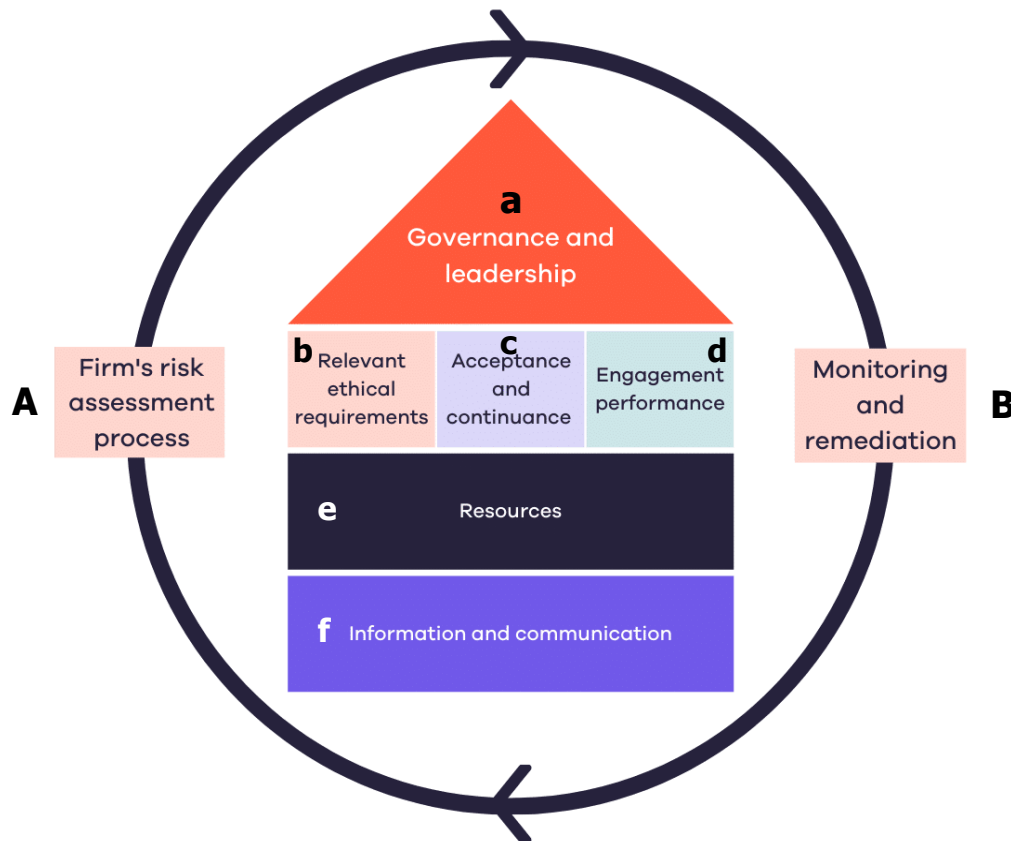 a
Governance and
leadership
b
Relevant
ethical
requirements
c
Acceptance
and
continuance
d
Engagement
performance
A
Firm's risk
assessment
process
Monitoring
and
remediation
B
e Resources
f Information and communication